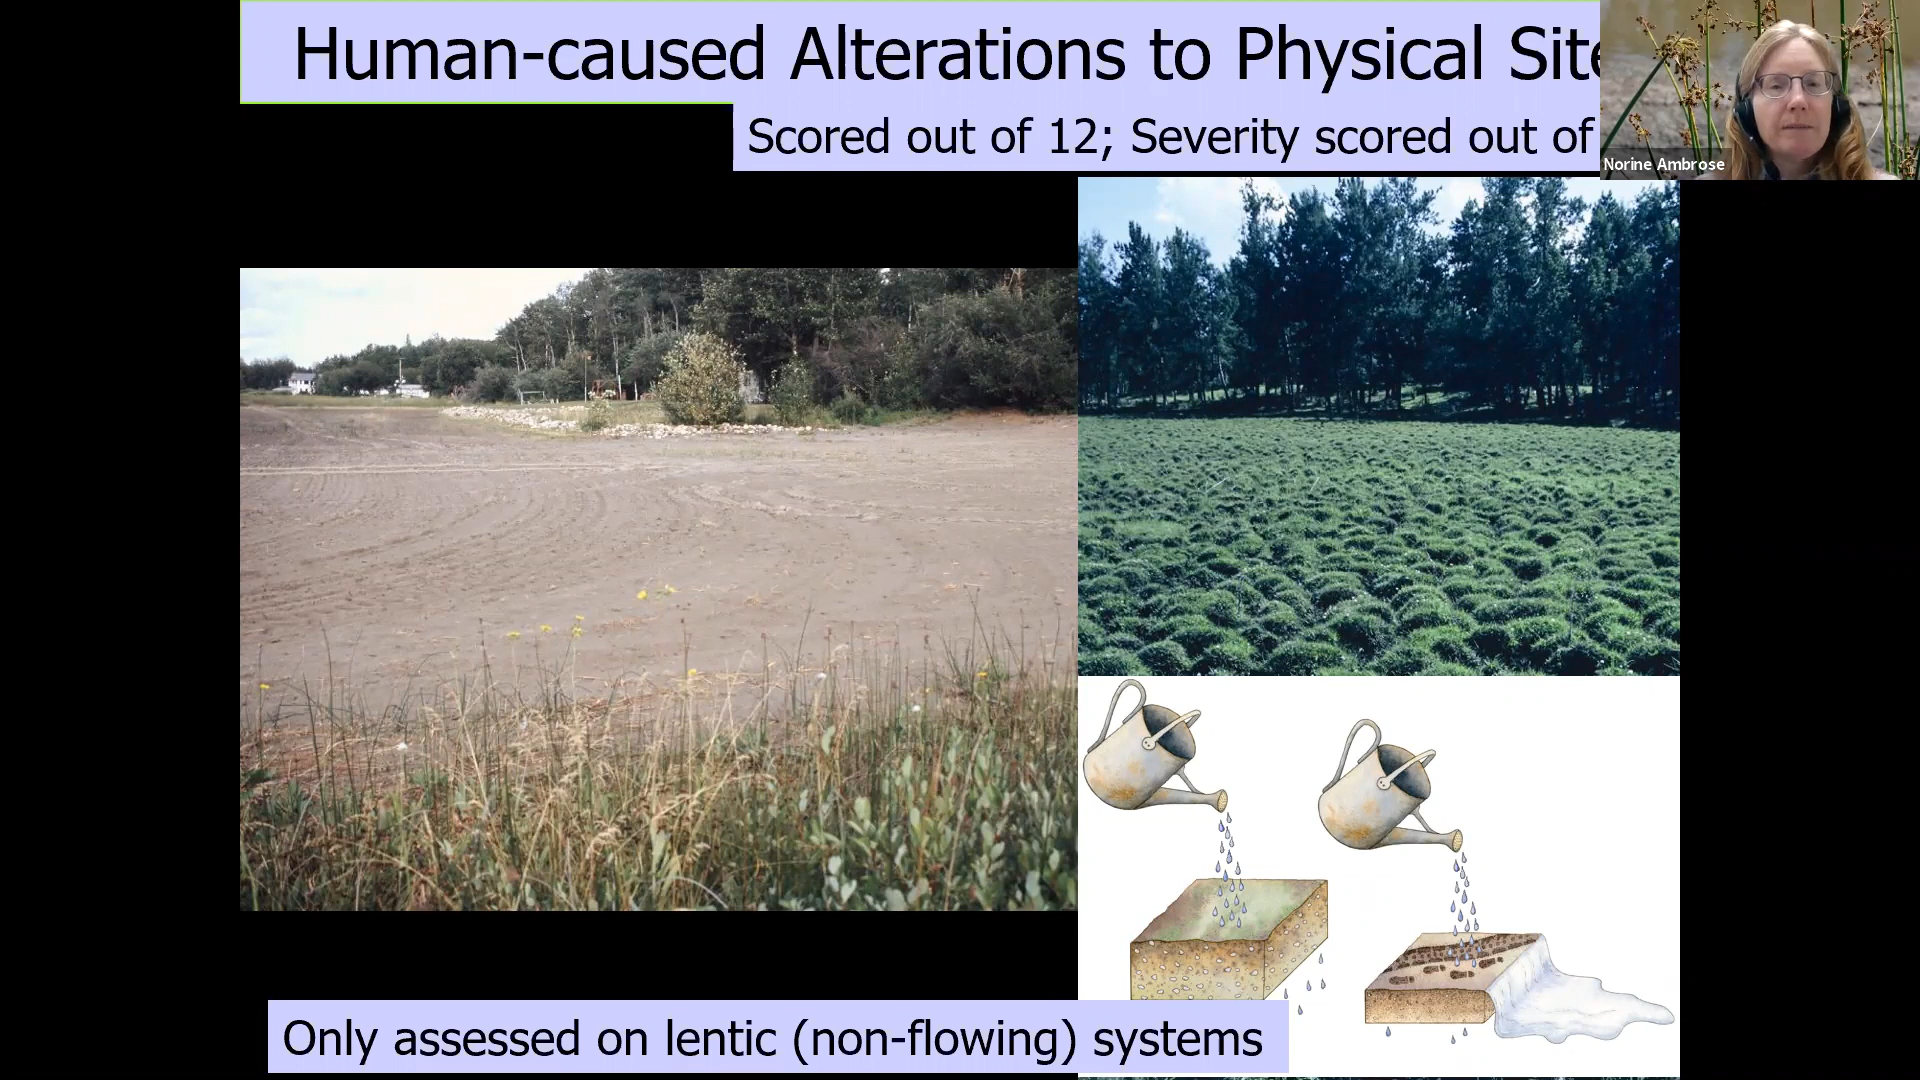 Human-caused Alterations to Physical Site
Scored out of 12; Severity scored out of
Norine Ambrose
Only assessed on lentic (non-flowing) systems